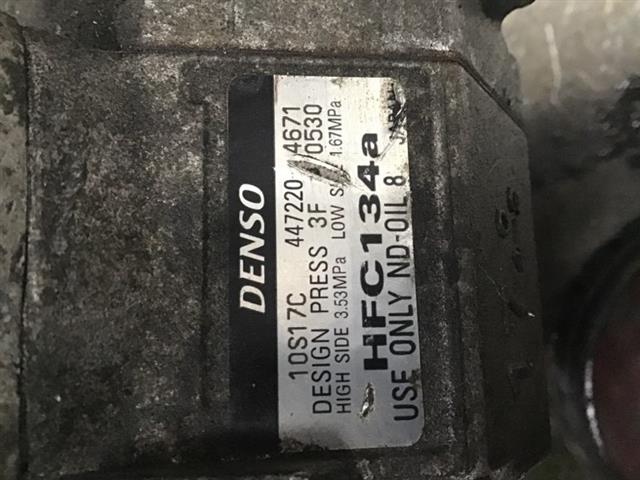 DENSO
10S17C 447220 4671
DESIGN PRESS 3F 0530
HIGH SIDE 3.53MPa LOW 1.67MPa
HFC134a
USE ONLY ND-OIL 8 JAPAN